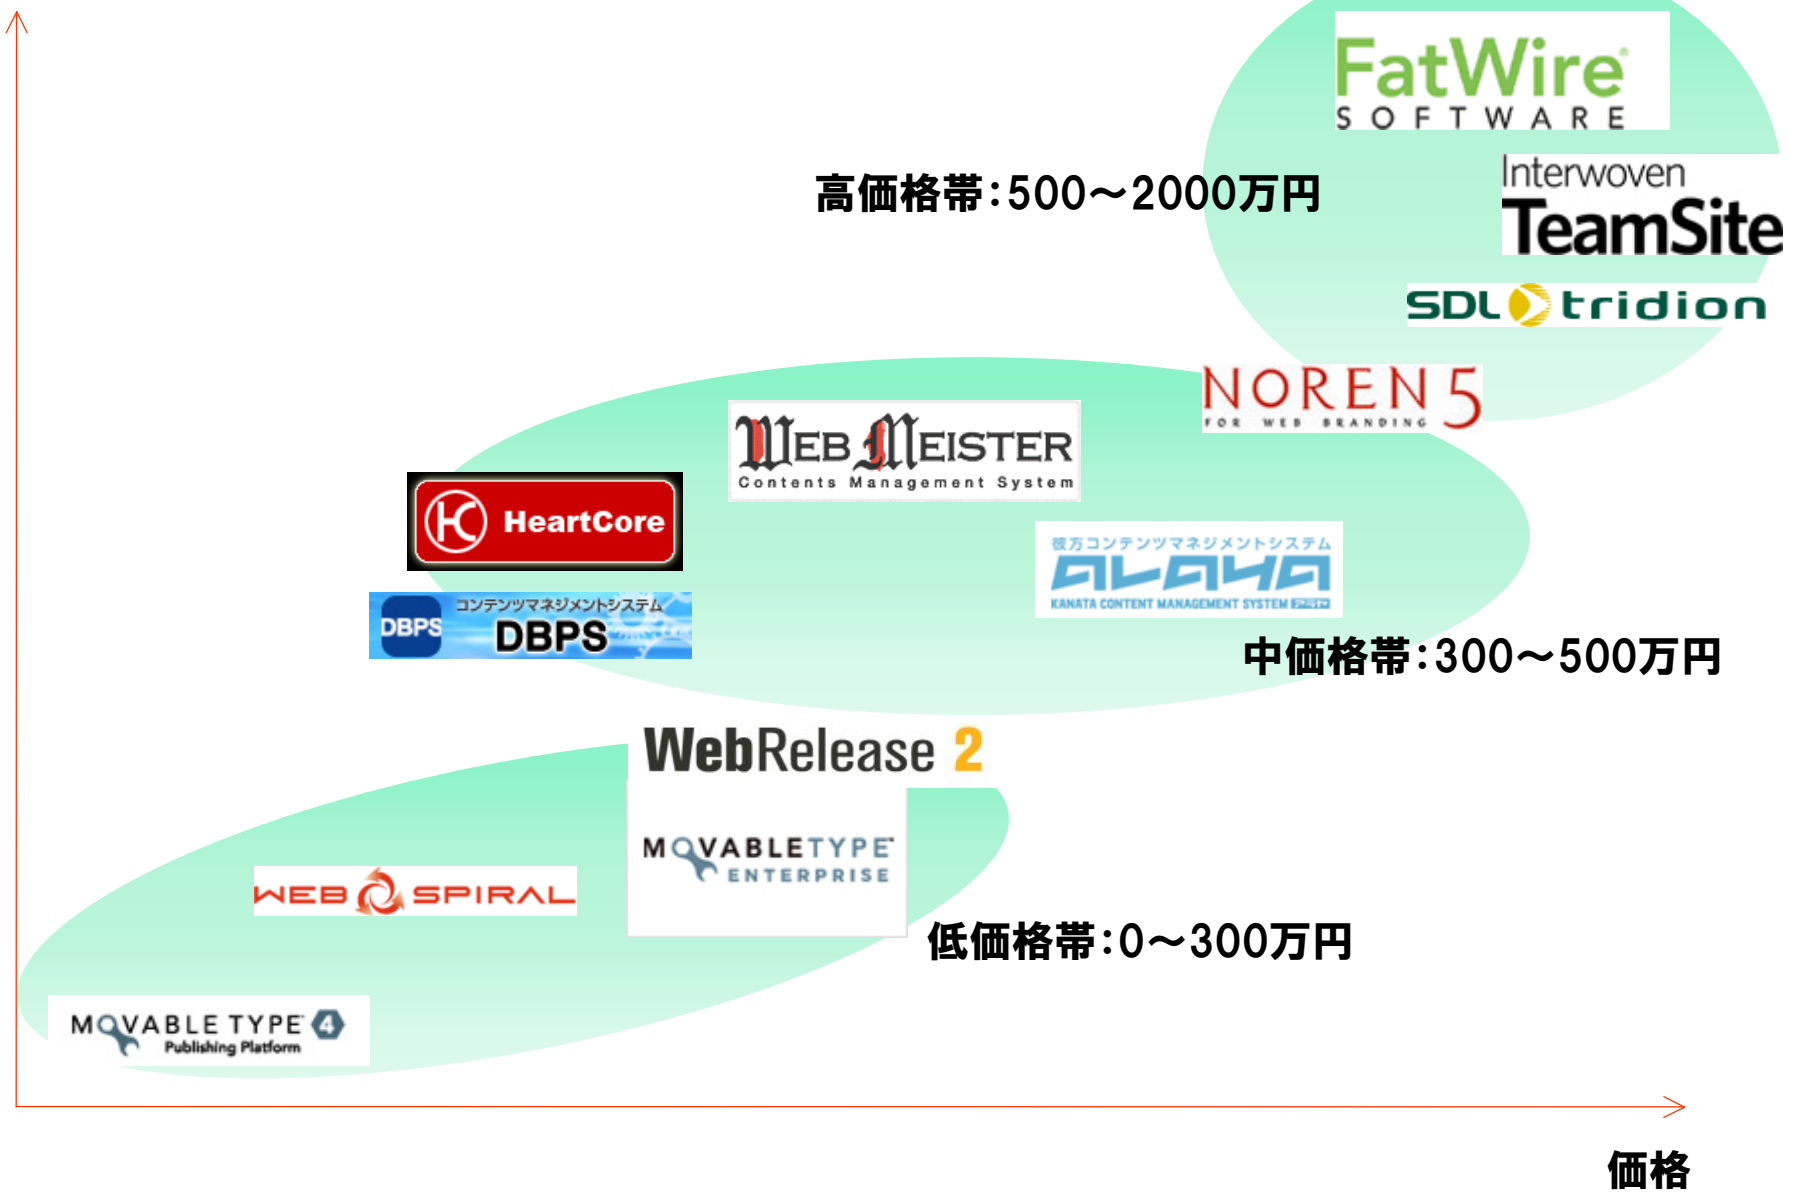 FatWire
SOFTWARE
Interwoven
TeamSite
高価格帯：500～2000万円
SDL tridion
NOREN 5
FOR WEB BRANDING
WEB MEISTER
Contents Management System
HC HeartCore
彼方コンテンツマネジメントシステム
ALAYA
KANATA CONTENT MANAGEMENT SYSTEM アラヤ
DBPS
コンテンツマネジメントシステム
DBPS
中価格帯：300～500万円
WebRelease 2
MOVABLETYPE
ENTERPRISE
WEB SPIRAL
低価格帯：0～300万円
MOVABLE TYPE 4
Publishing Platform
価格